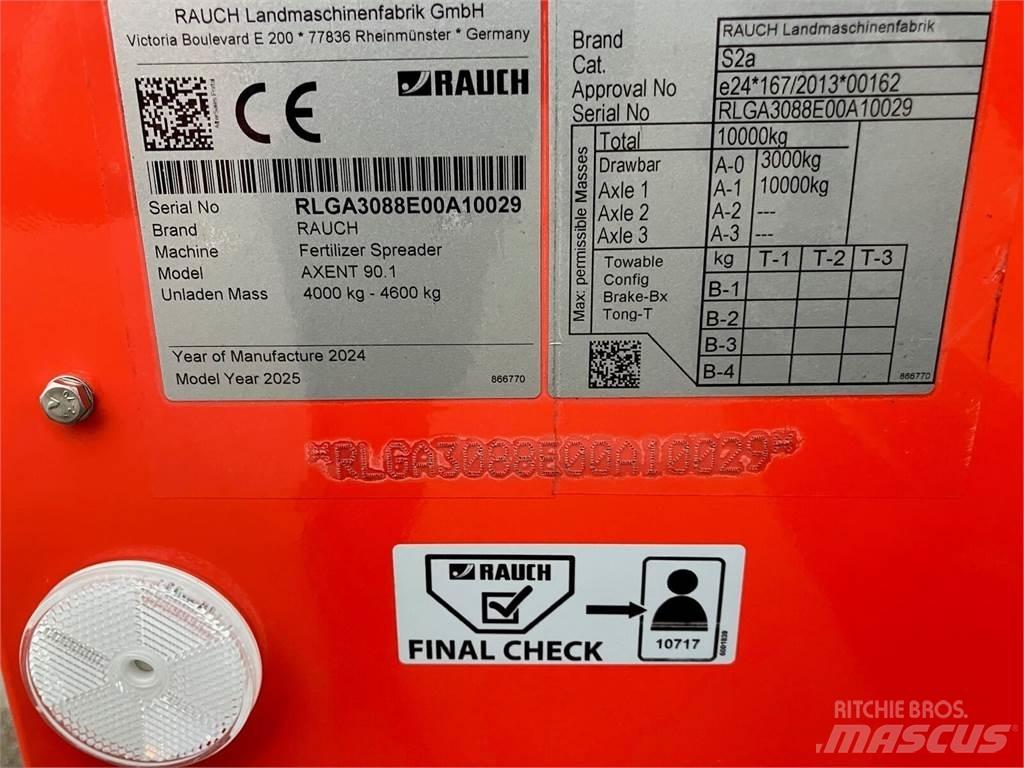 RAUCH Landmaschinenfabrik GmbH
Victoria Boulevard E 200 * 77836 Rheinmünster * Germany
CE
RAUCH
Serial No RLGA3088E00A10029
Brand RAUCH
Machine Fertilizer Spreader
Model AXENT 90.1
Unladen Mass 4000 kg - 4600 kg
Year of Manufacture 2024
Model Year 2025 866770
Brand RAUCH Landmaschinenfabrik
Cat. S2a
Approval No e24*167/2013*00162
Serial No RLGA3088E00A10029
Max: permissible Masses
Total 10000kg
Drawbar A-0 3000kg
Axle 1 A-1 10000kg
Axle 2 A-2 ---
Axle 3 A-3 ---
Towable kg T-1 T-2 T-3
Config B-1
Brake-Bx B-2
Tong-T B-3
B-4
866770
*RLGA3088E00A10029*
RAUCH
FINAL CHECK
10717
6001839
RITCHIE BROS.
MASCUS